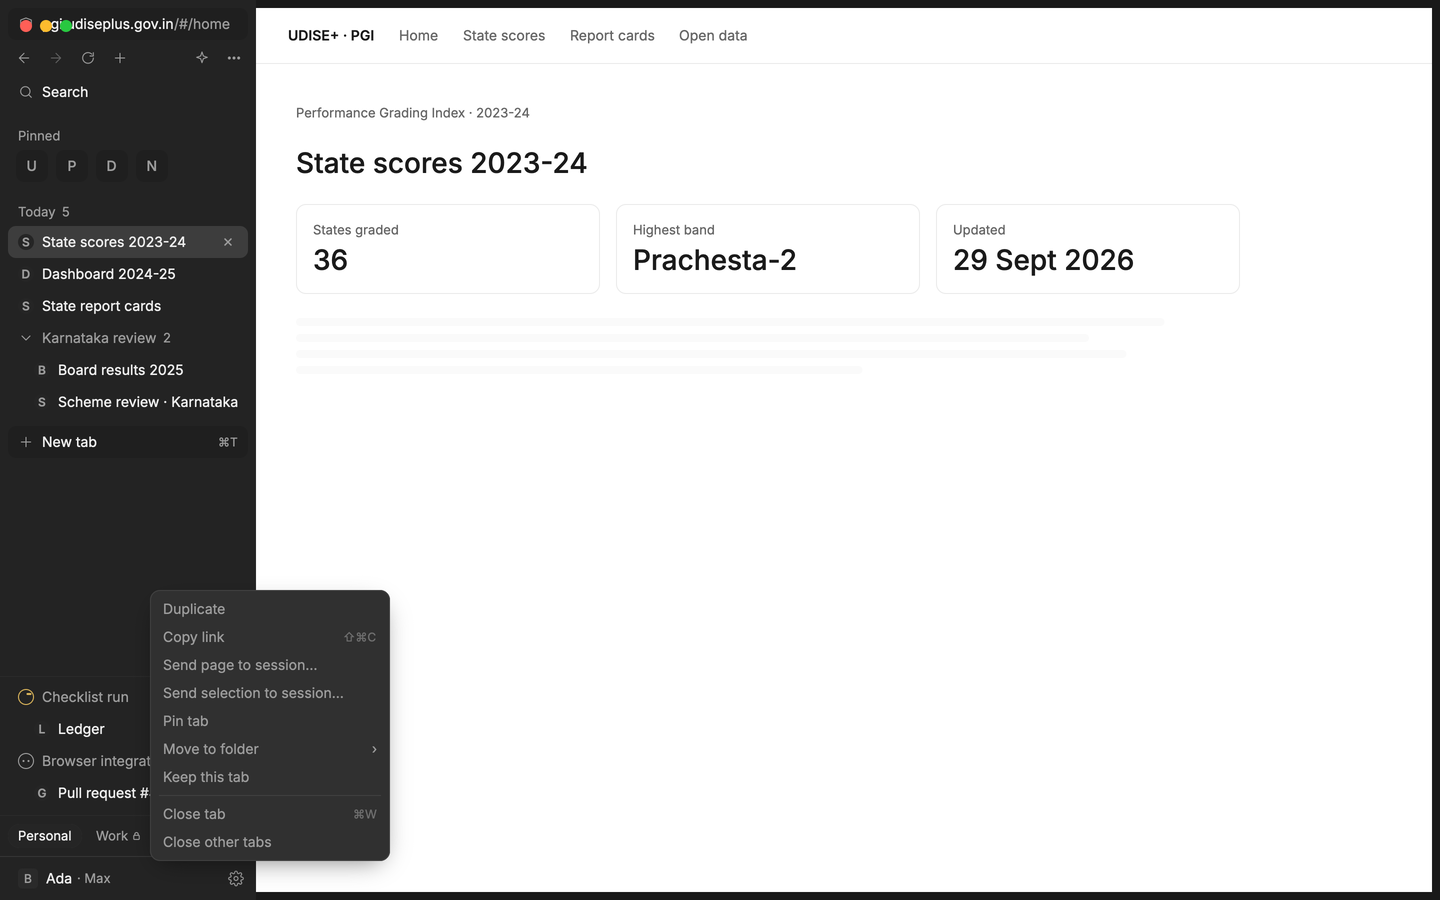 giudiseplus.gov.in/#/home
Search
Pinned
U P D N
Today 5
S State scores 2023-24
D Dashboard 2024-25
S State report cards
Karnataka review 2
B Board results 2025
S Scheme review · Karnataka
New tab ⌘T
Checklist run
L Ledger
Browser integrat
G Pull request #
Personal Work
B Ada · Max
Duplicate
Copy link ⇧⌘C
Send page to session...
Send selection to session...
Pin tab
Move to folder
Keep this tab
Close tab ⌘W
Close other tabs
UDISE+ · PGI Home State scores Report cards Open data
Performance Grading Index · 2023-24
State scores 2023-24
States graded
36
Highest band
Prachesta-2
Updated
29 Sept 2026